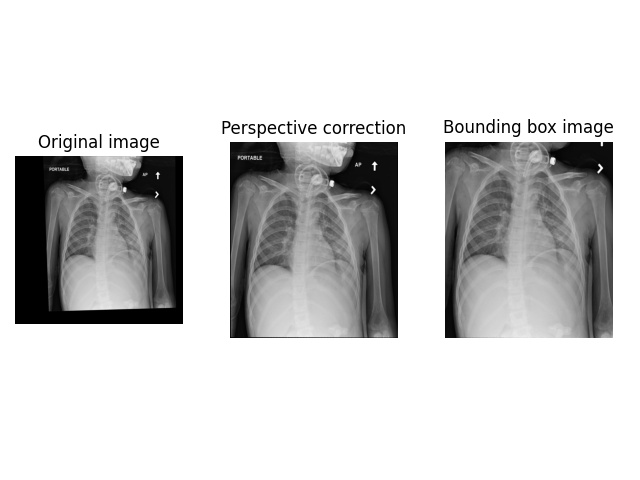 Original image
Perspective correction
Bounding box image
PORTABLE
AP
PORTABLE
AP